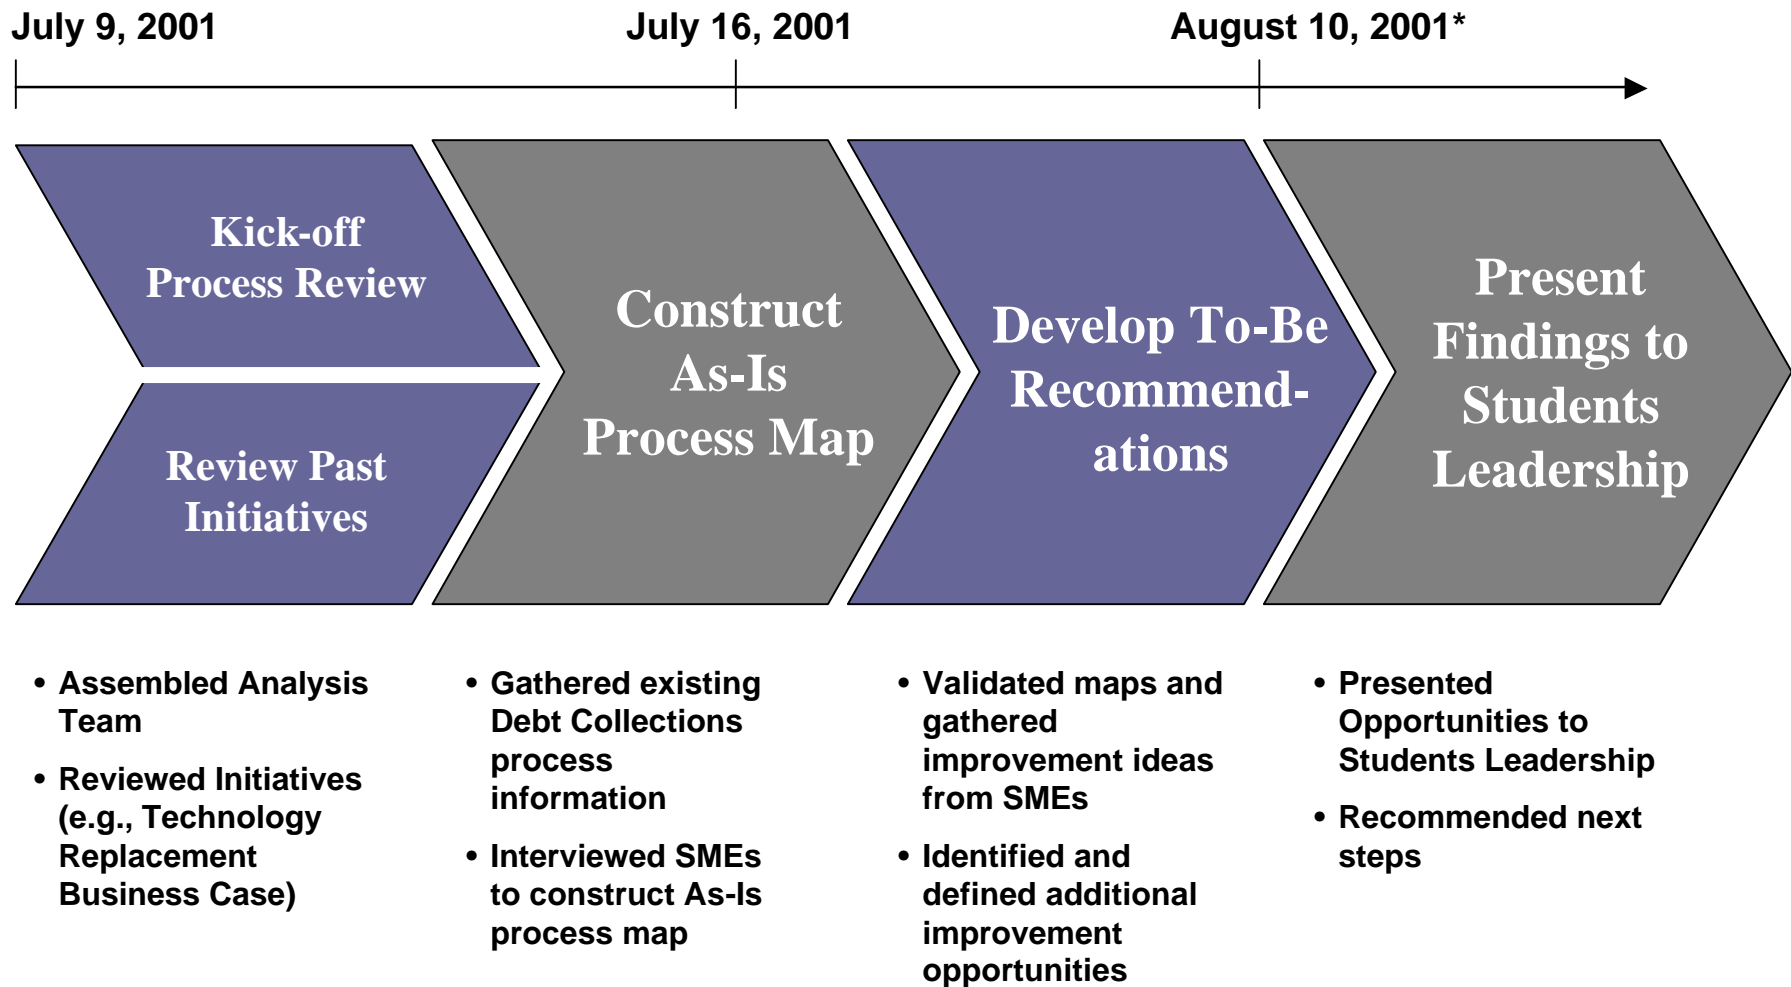 July 9, 2001
July 16, 2001
August 10, 2001*
Kick-off
Process Review
Review Past
Initiatives
Construct
As-Is
Process Map
Develop To-Be
Recommend-
ations
Present
Findings to
Students
Leadership
• Assembled Analysis
Team
• Reviewed Initiatives
(e.g., Technology
Replacement
Business Case)
• Gathered existing
Debt Collections
process
information
• Interviewed SMEs
to construct As-Is
process map
• Validated maps and
gathered
improvement ideas
from SMEs
• Identified and
defined additional
improvement
opportunities
• Presented
Opportunities to
Students Leadership
• Recommended next
steps